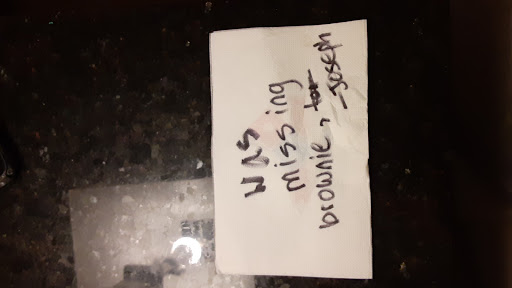 was
missing
brownie,
-Joseph